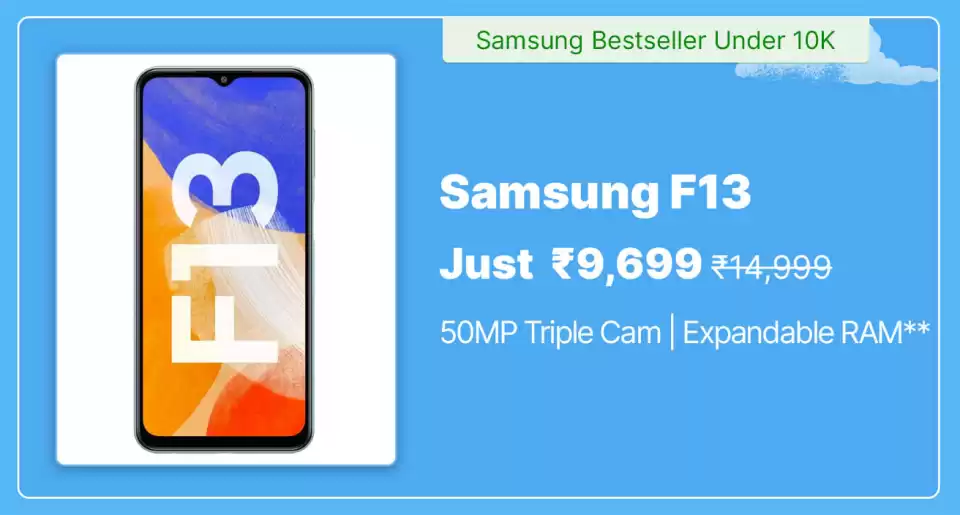 Samsung Bestseller Under 10K
F13
Samsung F13
Just ₹9,699 ₹14,999
50MP Triple Cam | Expandable RAM**